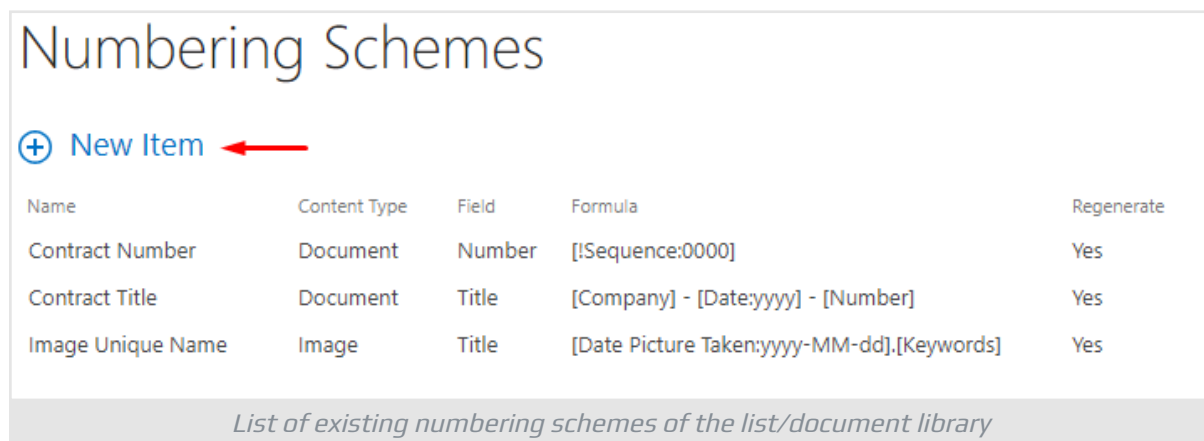 Numbering Schemes
New Item
Name Content Type Field Formula Regenerate
Contract Number Document Number [!Sequence:0000] Yes
Contract Title Document Title [Company] - [Date:yyyy] - [Number] Yes
Image Unique Name Image Title [Date Picture Taken:yyyy-MM-dd].[Keywords] Yes
List of existing numbering schemes of the list/document library